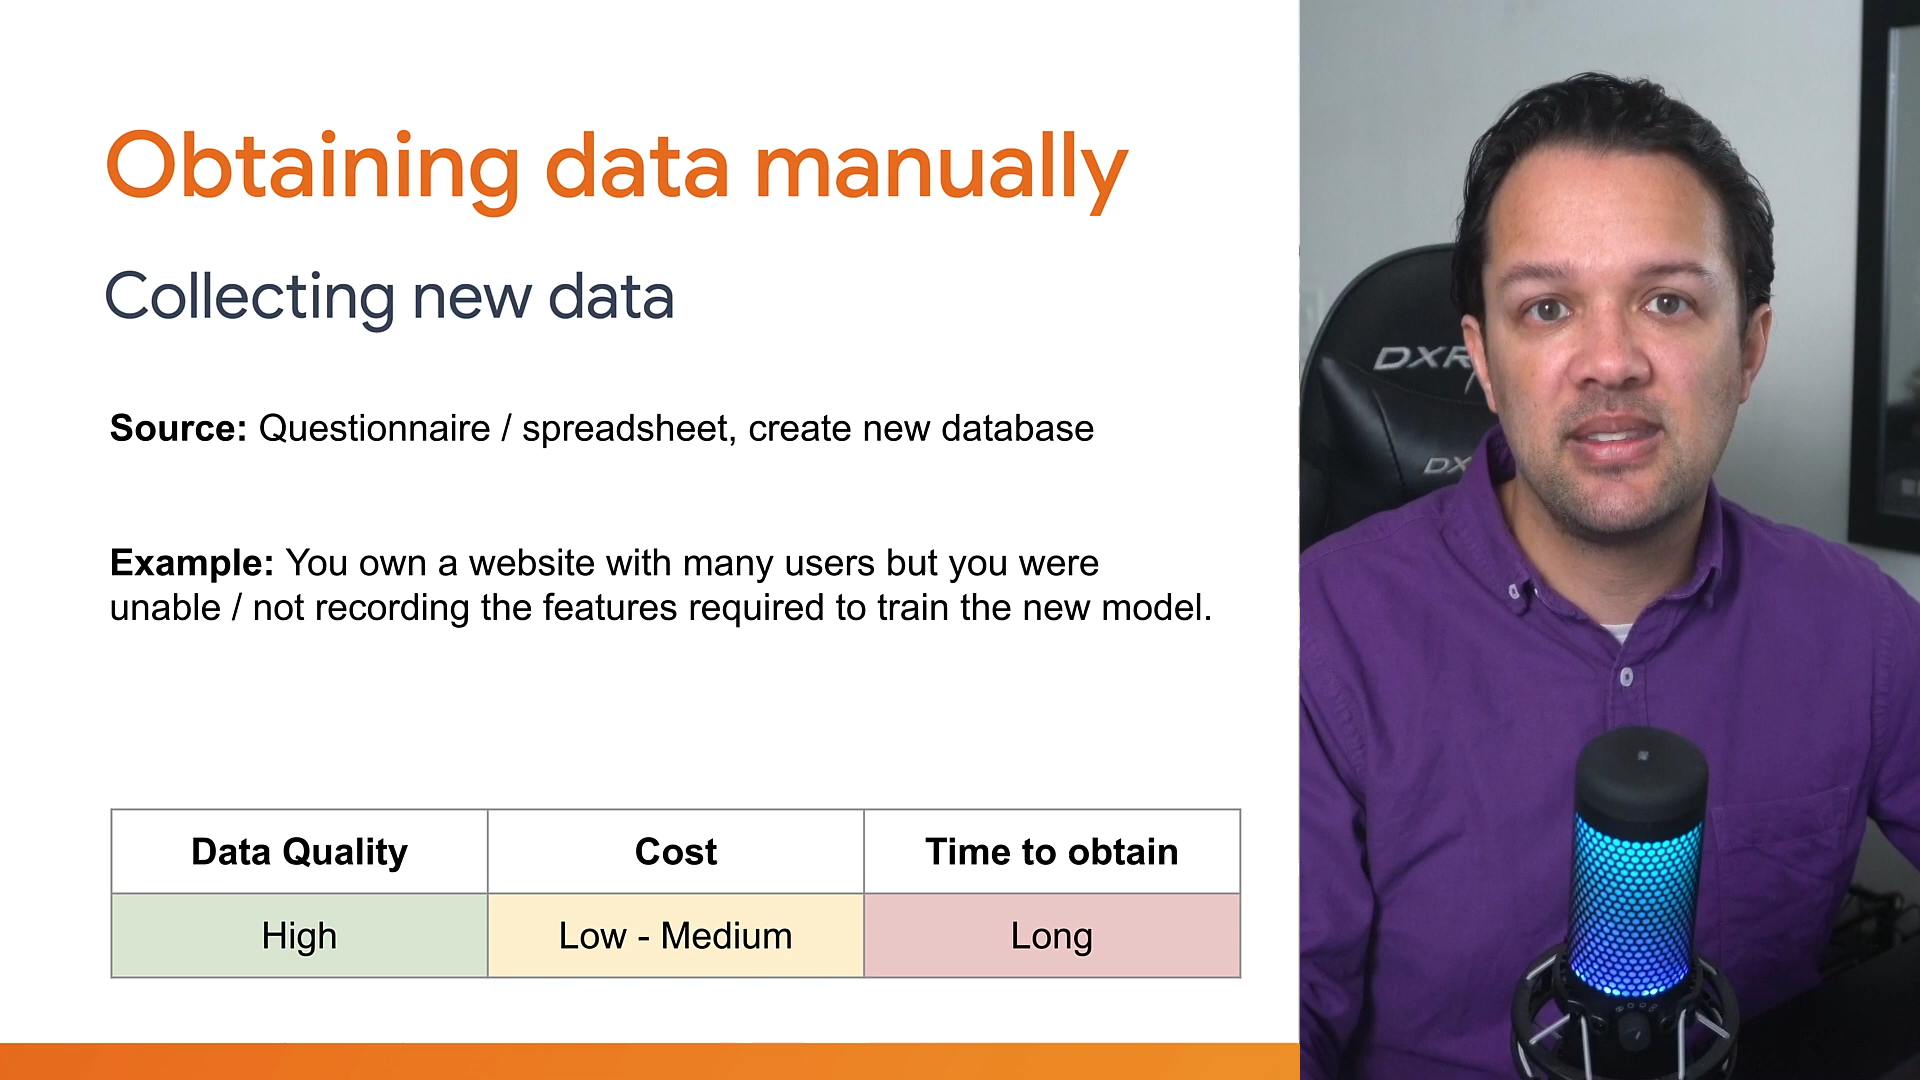 Obtaining data manually
Collecting new data
Source: Questionnaire / spreadsheet, create new database
Example: You own a website with many users but you were
unable / not recording the features required to train the new model.
Data Quality Cost Time to obtain
High Low - Medium Long
DXR
DX